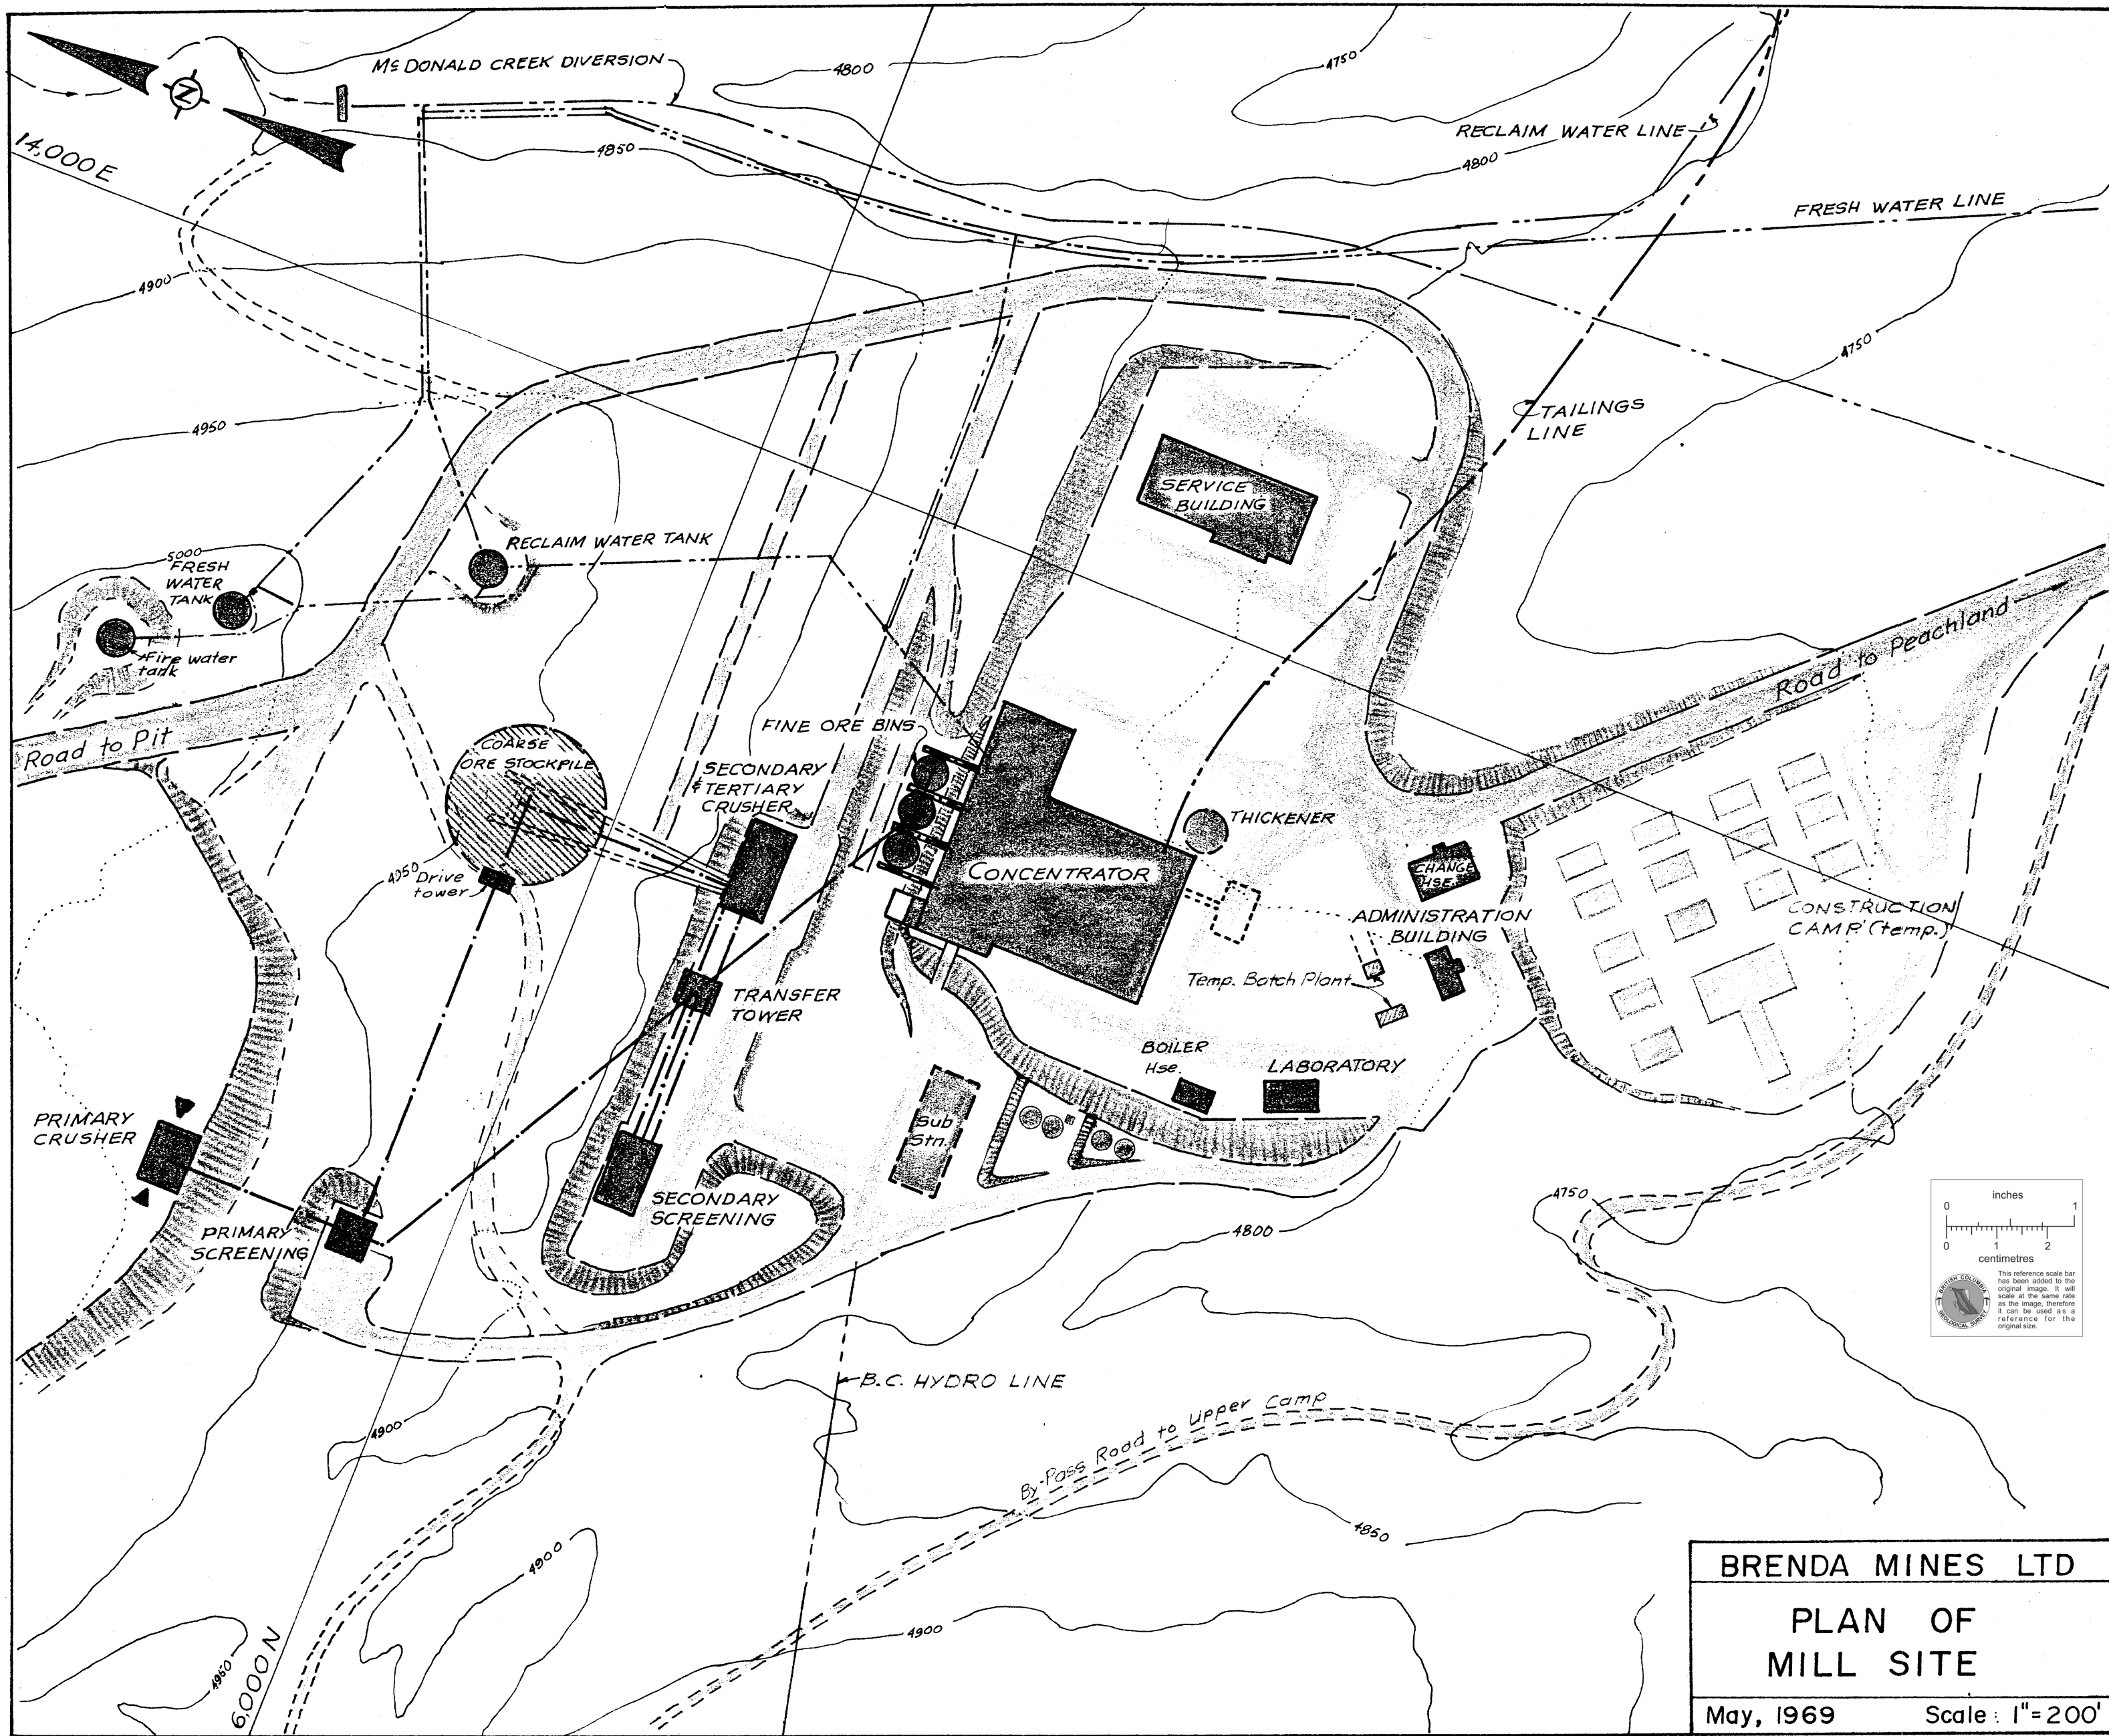 McDONALD CREEK DIVERSION
4800
4750
N
14,000 E
4850
RECLAIM WATER LINE
4800
FRESH WATER LINE
4900
4750
4950
TAILINGS
LINE
SERVICE
BUILDING
RECLAIM WATER TANK
5000
FRESH
WATER
TANK
Fire water
tank
Road to Peachland
Road to Pit
FINE ORE BINS
COARSE
ORE STOCKPILE
SECONDARY
& TERTIARY
CRUSHER
THICKENER
CONCENTRATOR
CHANGE
HSE.
4950
Drive
tower
CONSTRUCTION
CAMP (temp.)
ADMINISTRATION
BUILDING
Temp. Batch Plant
TRANSFER
TOWER
BOILER
Hse.
LABORATORY
PRIMARY
CRUSHER
Sub
Stn.
SECONDARY
SCREENING
PRIMARY
SCREENING
4750
4800
inches
0 1
0 1 2
centimetres
BRITISH COLUMBIA
GEOLOGICAL SURVEY
This reference scale bar
has been added to the
original image. It will
scale at the same rate
as the image, therefore
it can be used as a
reference for the
original size.
B.C. HYDRO LINE
By-Pass Road to Upper Camp
4900
4850
4900
4900
4950
6,000 N
BRENDA MINES LTD
PLAN OF
MILL SITE
May, 1969 Scale : 1"=200'